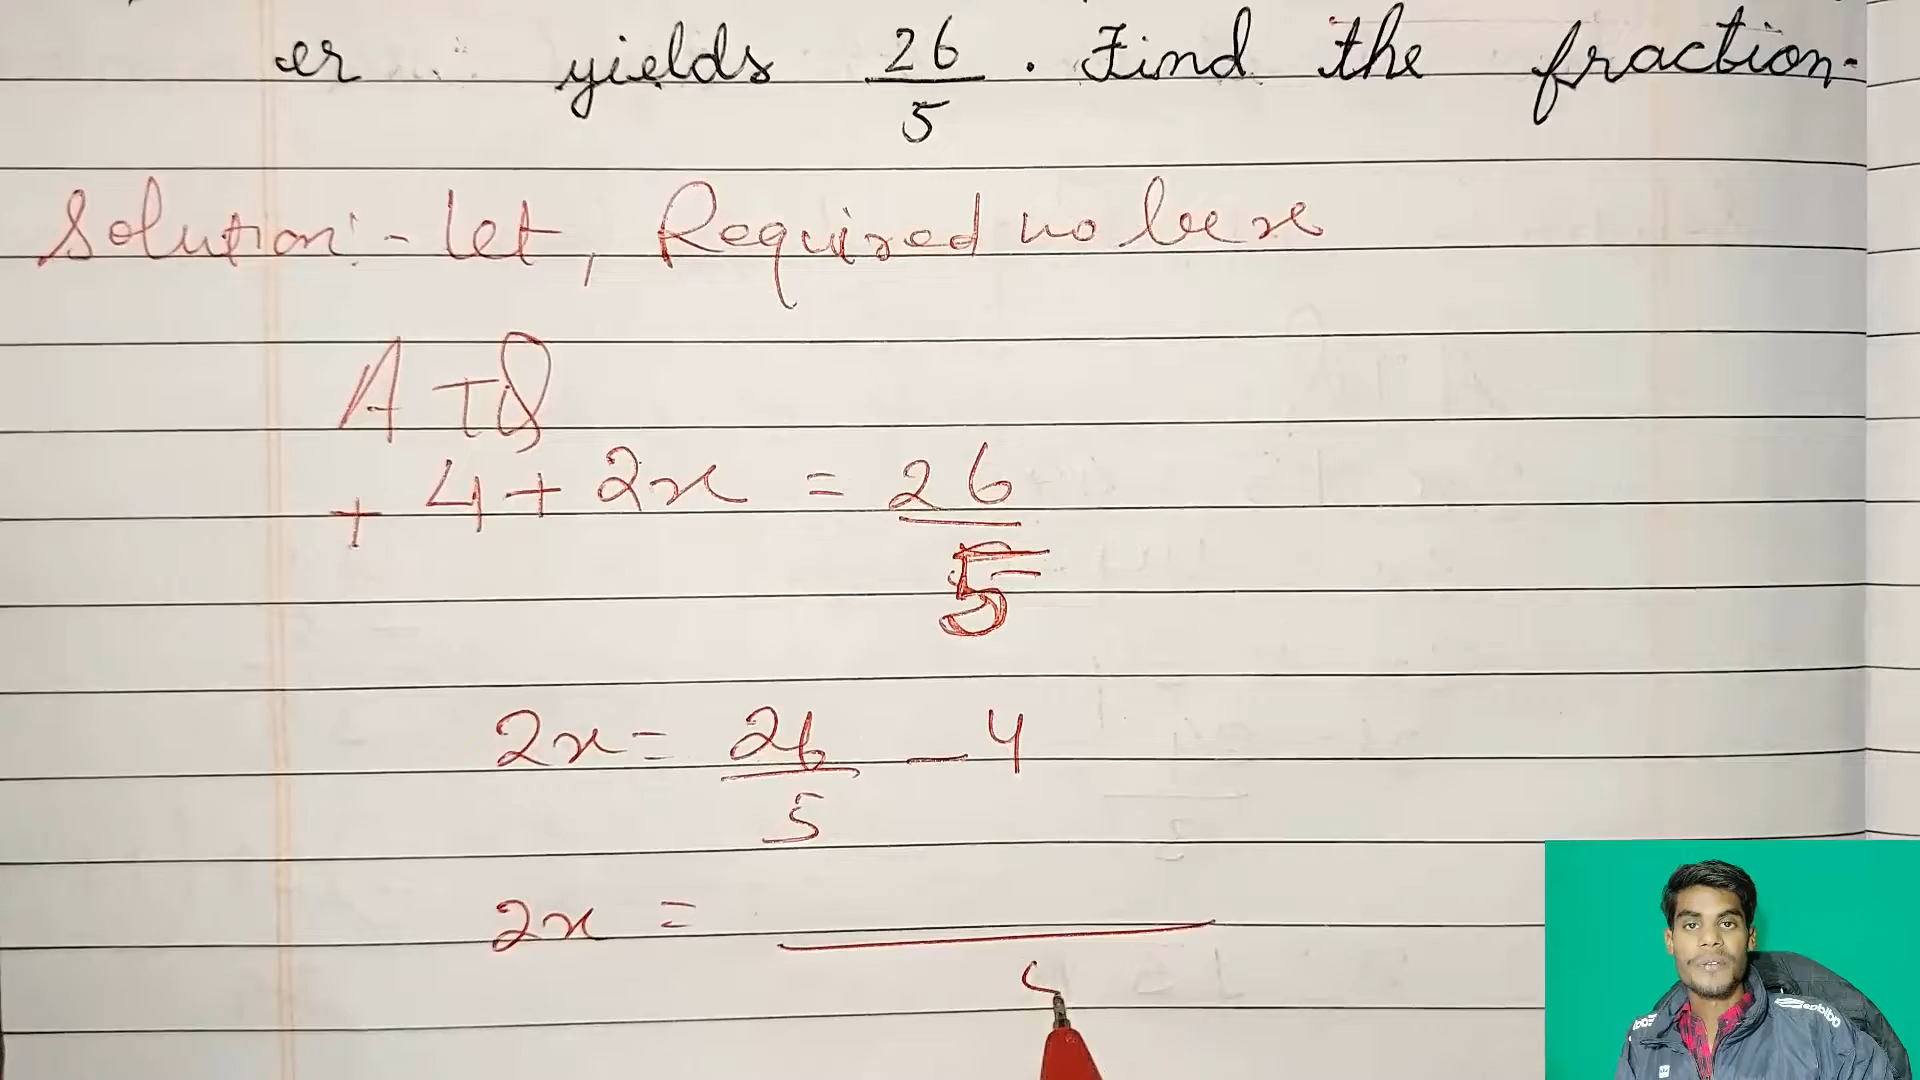 er yields 26/5 . Find the fraction.
Solution:- Let, Required no be x
ATQ
+ 4 + 2x = 26/5
2x = 26/5 - 4
2x =